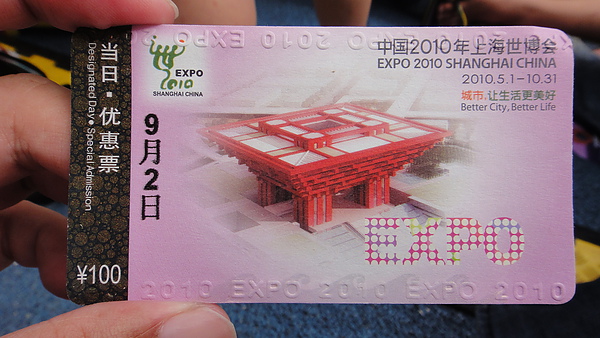 2010 EXPO 2010 EXPO 2010
当日·优惠票
Designated Day • Special Admission
¥100
EXPO
2010
SHANGHAI CHINA
9月2日
中国2010年上海世博会
EXPO 2010 SHANGHAI CHINA
2010.5.1-10.31
城市,让生活更美好
Better City, Better Life
EXPO
2010 EXPO 2010 EXPO 2010